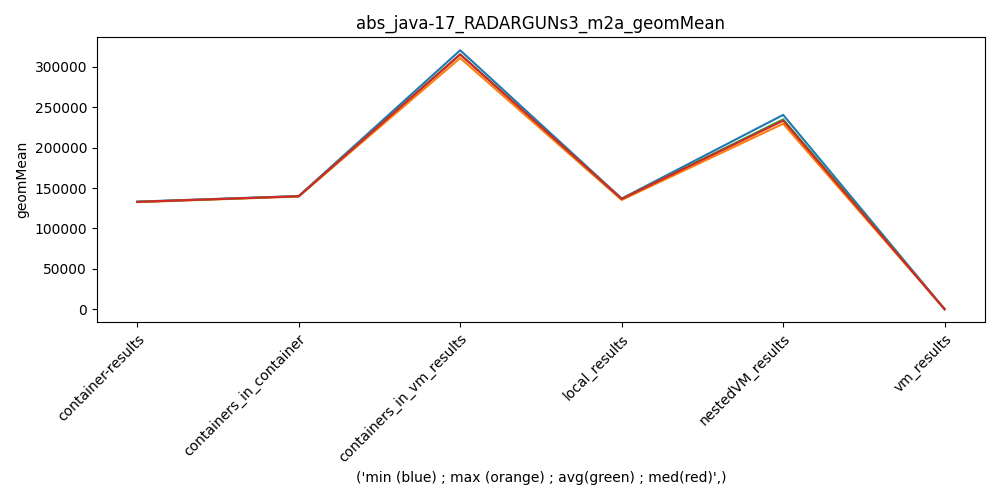 abs_java-17_RADARGUNs3_m2a_geomMean
geomMean
300000
250000
200000
150000
100000
50000
0
container-results
containers_in_container
containers_in_vm_results
local_results
nestedVM_results
vm_results
('min (blue) ; max (orange) ; avg(green) ; med(red)',)